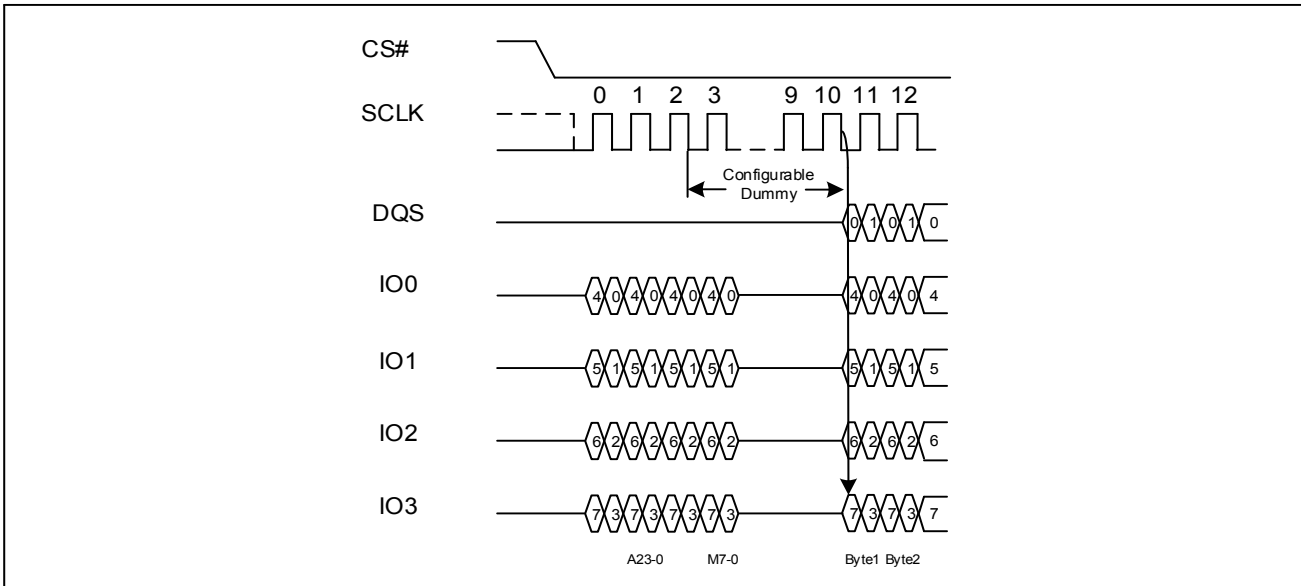 CS#
SCLK 0 1 2 3 9 10 11 12
Configurable
Dummy
DQS 0 1 0 1 0
IO0 4 0 4 0 4 0 4 0 4 0 4 0 4
IO1 5 1 5 1 5 1 5 1 5 1 5 1 5
IO2 6 2 6 2 6 2 6 2 6 2 6 2 6
IO3 7 3 7 3 7 3 7 3 7 3 7 3 7
A23-0 M7-0 Byte1 Byte2